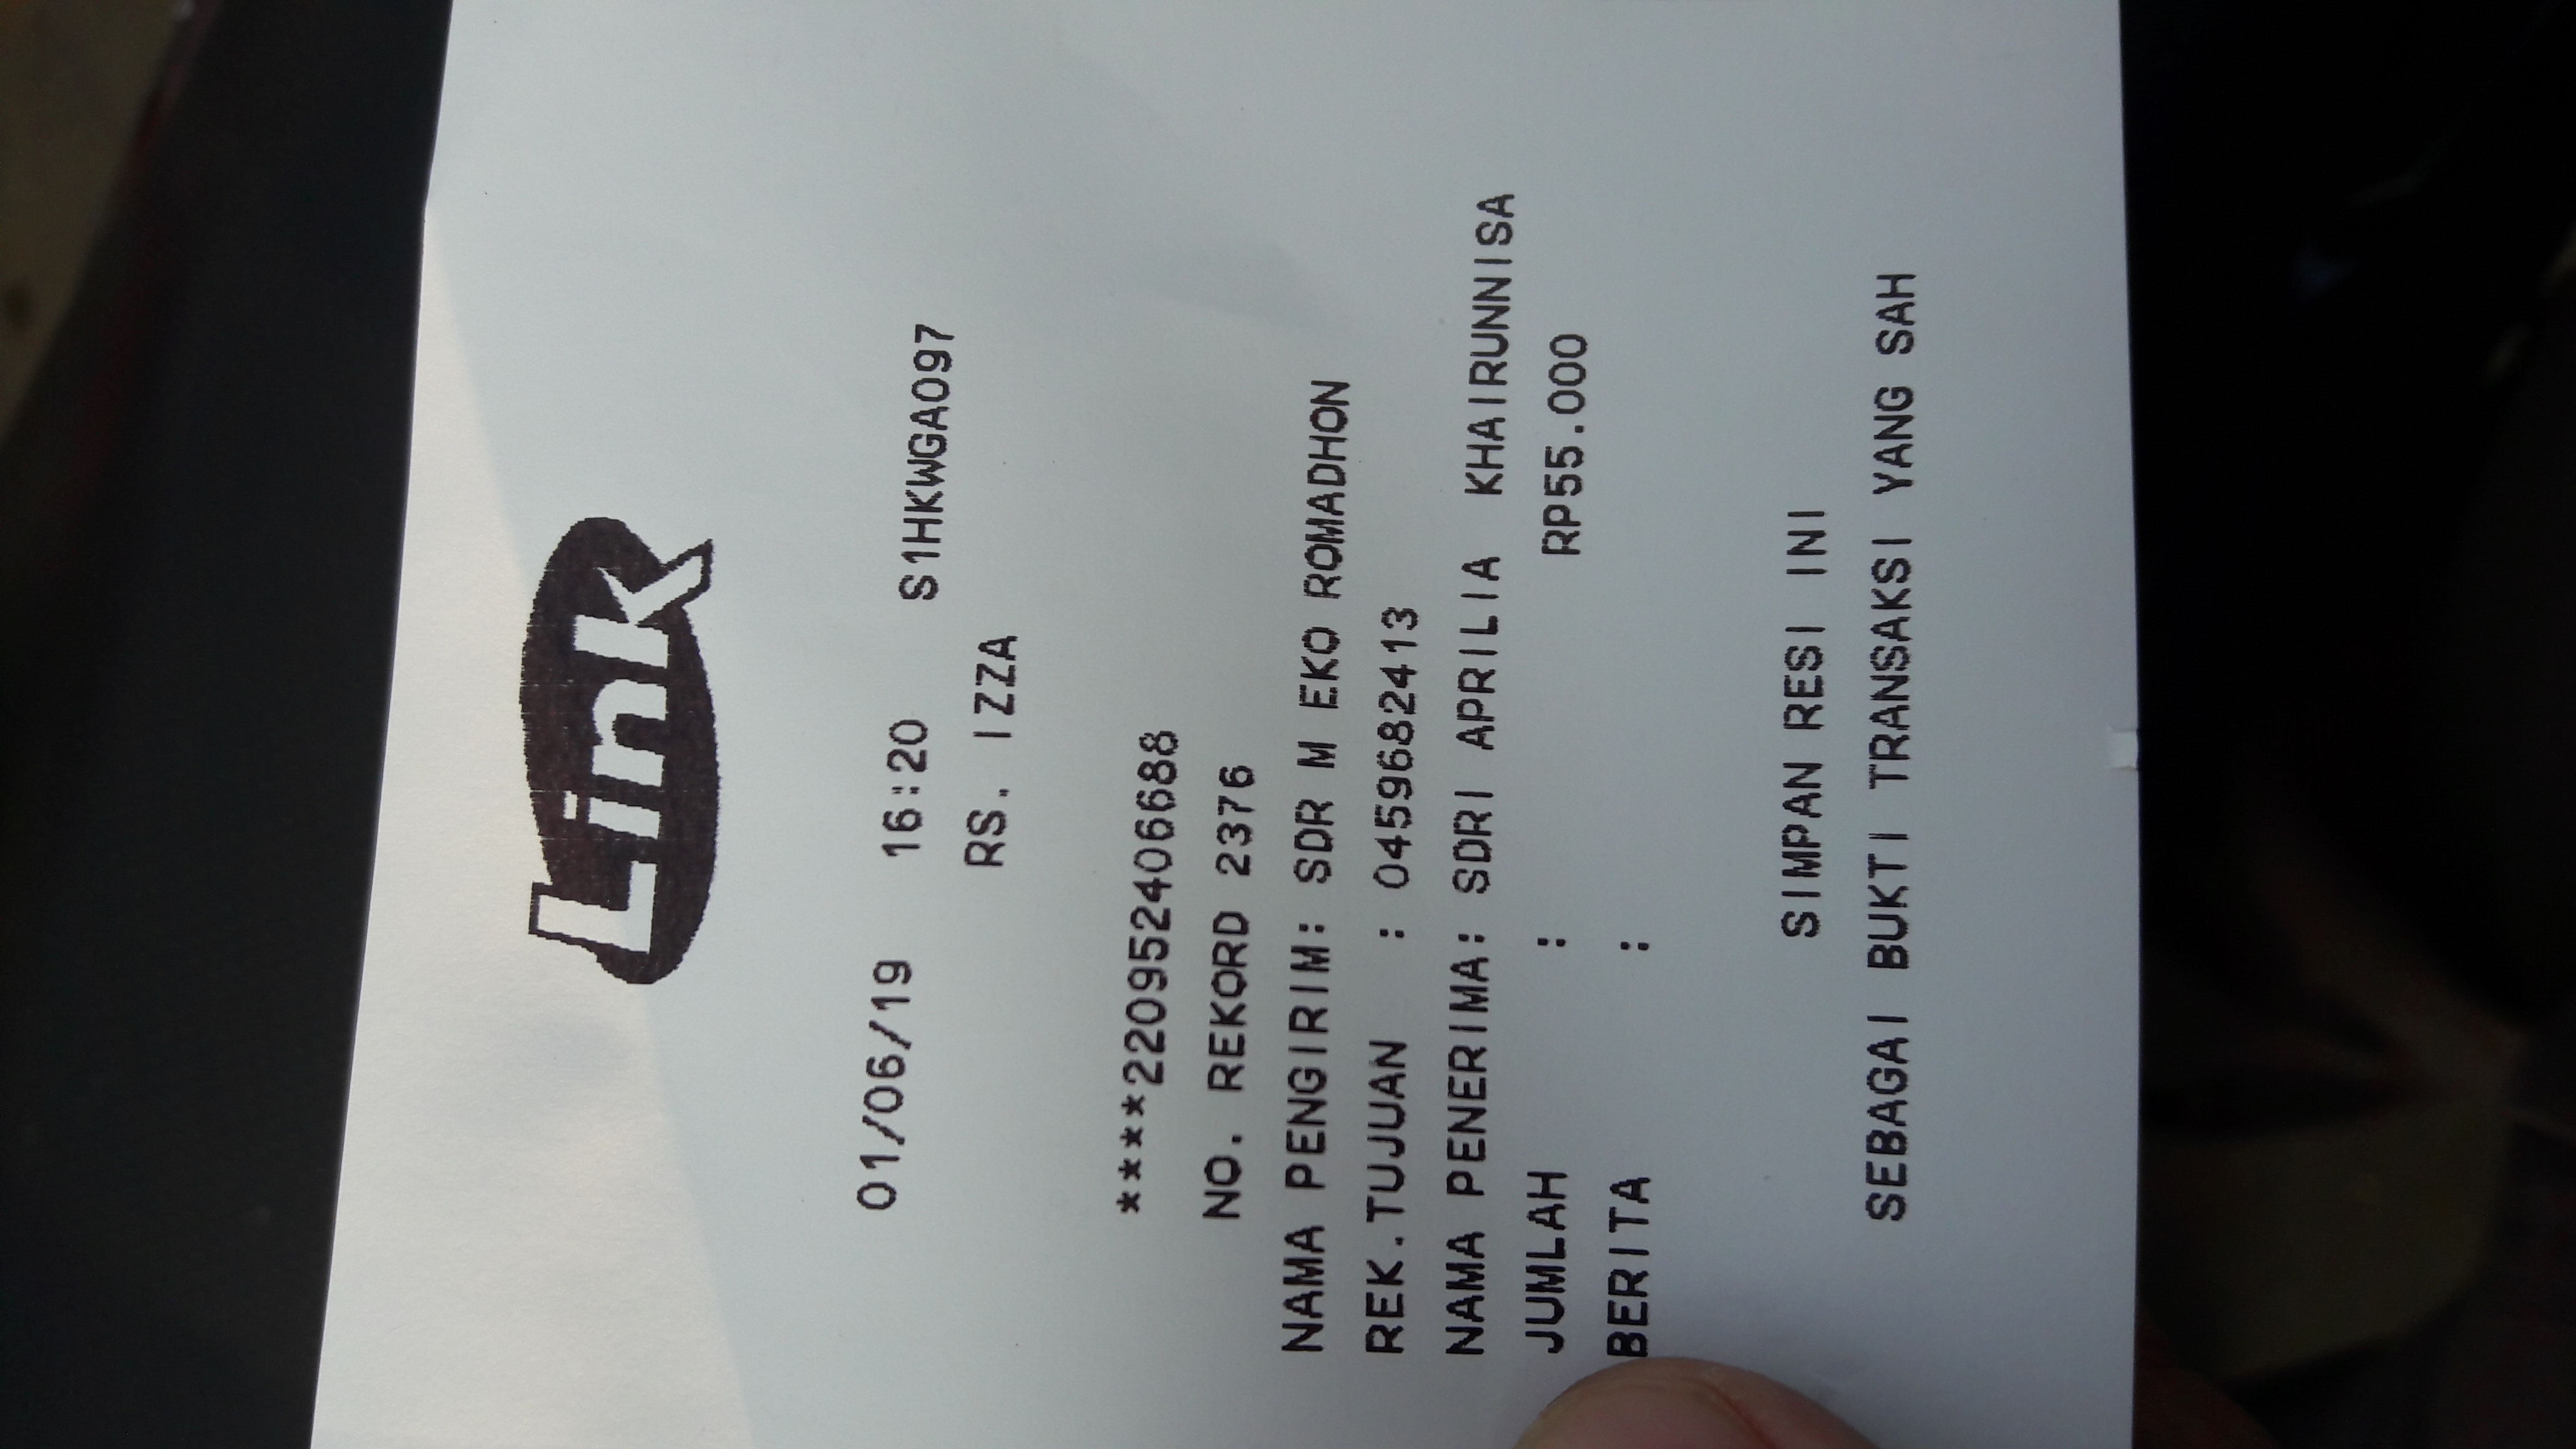 Link
01/06/19 16:20 S1HKWGA097
RS. IZZA
****220952406688
NO. REKORD 2376
NAMA PENGIRIM: SDR M EKO ROMADHON
REK.TUJUAN : 0459682413
NAMA PENERIMA: SDRI APRILIA KHAIRUNNISA
JUMLAH : RP55.000
BERITA :
SIMPAN RESI INI
SEBAGAI BUKTI TRANSAKSI YANG SAH